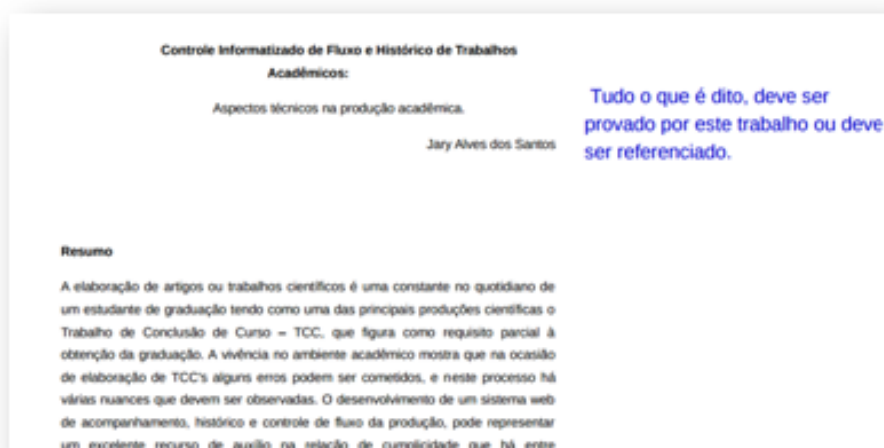 Controle Informatizado de Fluxo e Histórico de Trabalhos
Acadêmicos:
Aspectos técnicos na produção acadêmica.
Jary Alves dos Santos
Tudo o que é dito, deve ser
provado por este trabalho ou deve
ser referenciado.
Resumo
A elaboração de artigos ou trabalhos científicos é uma constante no quotidiano de
um estudante de graduação tendo como uma das principais produções científicas o
Trabalho de Conclusão de Curso – TCC, que figura como requisito parcial à
obtenção da graduação. A vivência no ambiente acadêmico mostra que na ocasião
de elaboração de TCC's alguns erros podem ser cometidos, e neste processo há
várias nuances que devem ser observadas. O desenvolvimento de um sistema web
de acompanhamento, histórico e controle de fluxo da produção, pode representar
um excelente recurso de auxílio na relação de cumplicidade que há entre